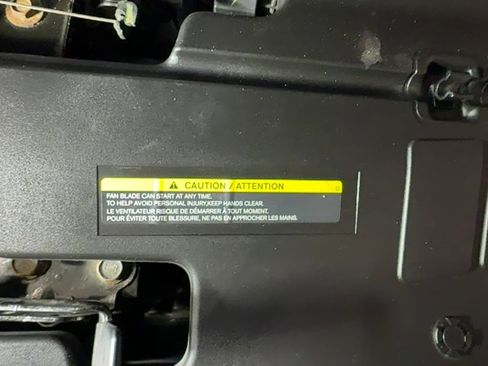 CAUTION / ATTENTION
FAN BLADE CAN START AT ANY TIME.
TO HELP AVOID PERSONAL INJURY,KEEP HANDS CLEAR.
LE VENTILATEUR RISQUE DE DÉMARRER À TOUT MOMENT.
POUR ÉVITER TOUTE BLESSURE, NE PAS EN APPROCHER LES MAINS.